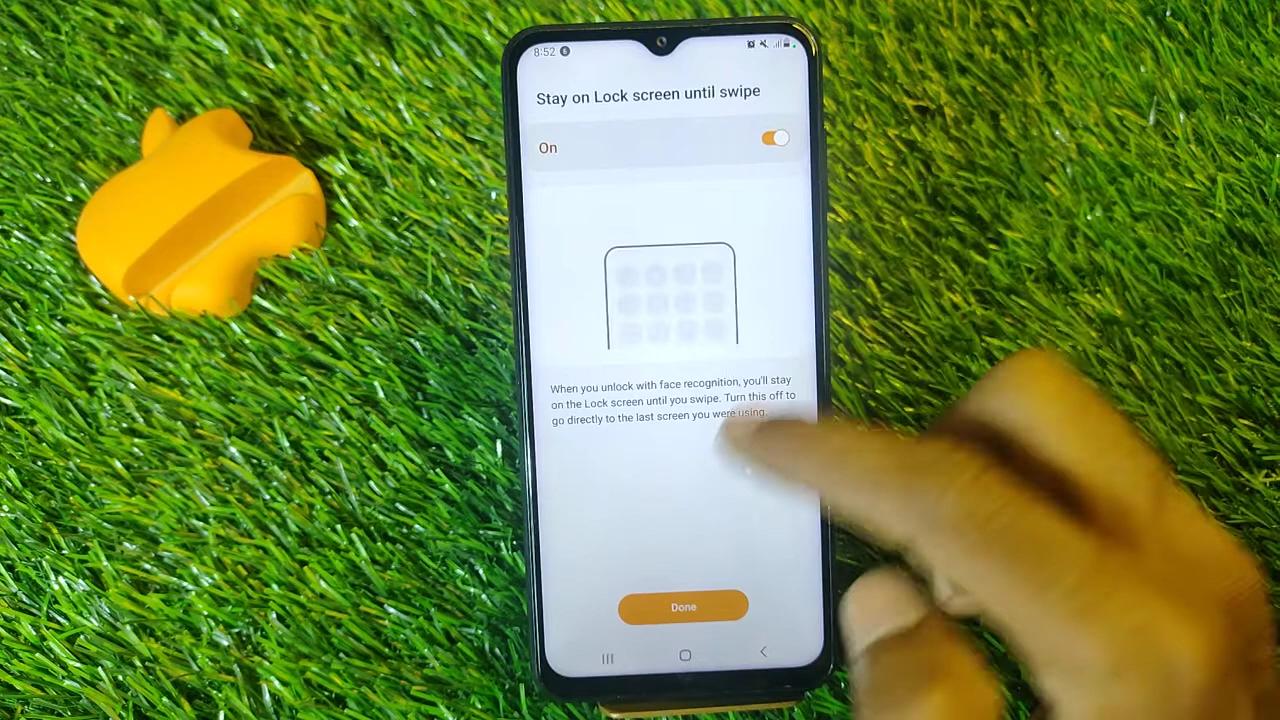 8:52
Stay on Lock screen until swipe
On
When you unlock with face recognition, you'll stay
on the Lock screen until you swipe. Turn this off to
go directly to the last screen you were using.
Done